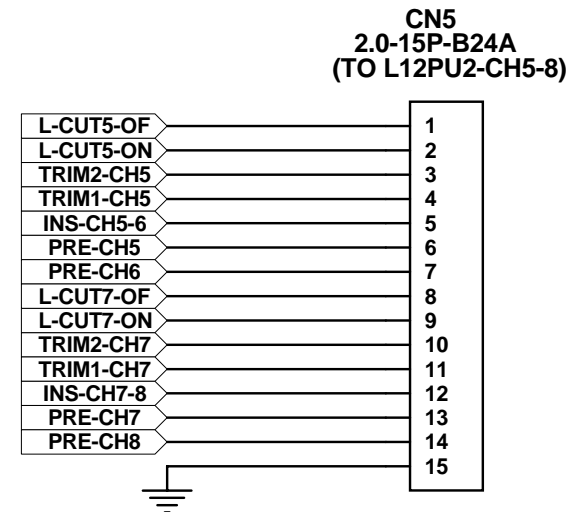 CN5
2.0-15P-B24A
(TO L12PU2-CH5-8)
L-CUT5-OF 1
L-CUT5-ON 2
TRIM2-CH5 3
TRIM1-CH5 4
INS-CH5-6 5
PRE-CH5 6
PRE-CH6 7
L-CUT7-OF 8
L-CUT7-ON 9
TRIM2-CH7 10
TRIM1-CH7 11
INS-CH7-8 12
PRE-CH7 13
PRE-CH8 14
15